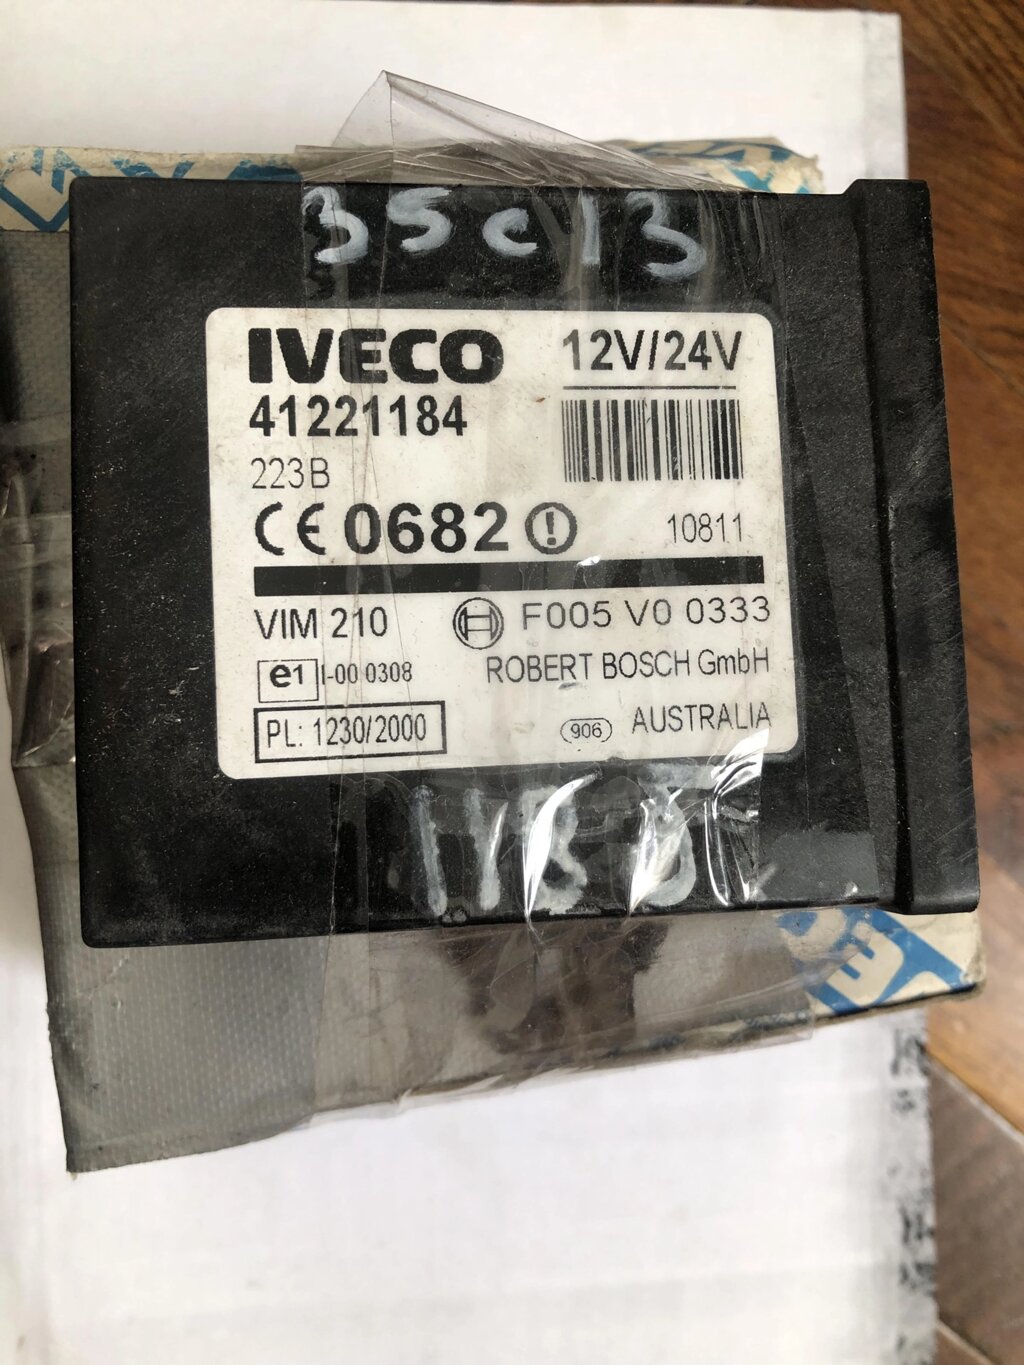 35C13
IVECO
12V/24V
41221184
223B
CE 0682
10811
VIM 210
F005 V0 0333
e1 I-00 0308
ROBERT BOSCH GmbH
PL: 1230/2000
906
AUSTRALIA